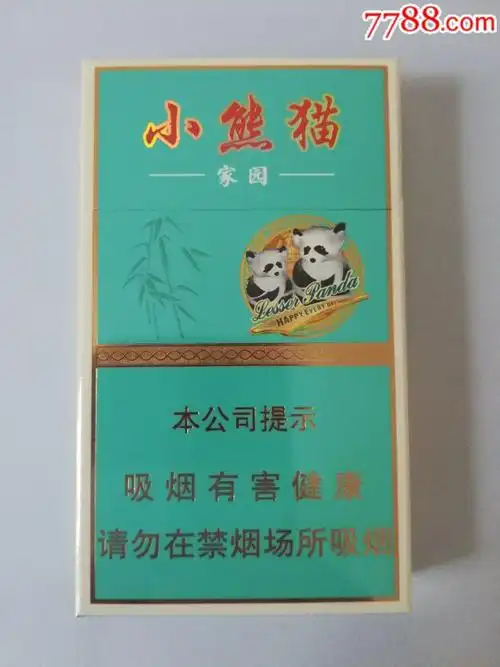 7788.com
小熊猫
家园
Lesser Panda
HAPPY EVERY DAY
本公司提示
吸烟有害健康
请勿在禁烟场所吸烟